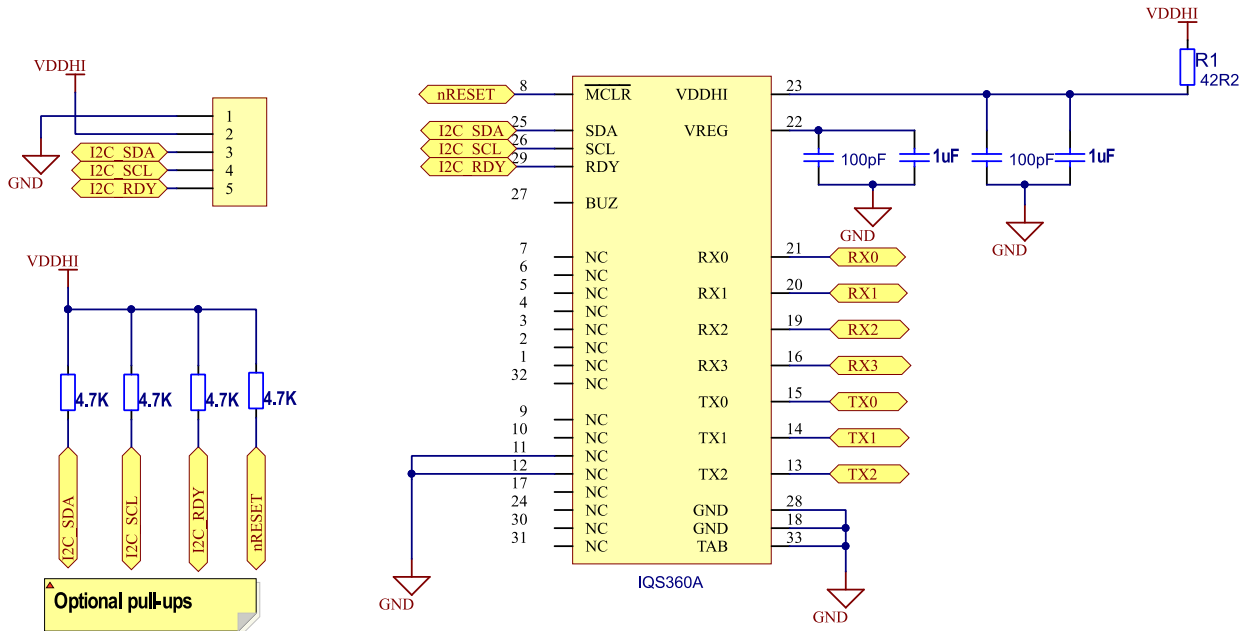 VDDHI
1
2
I2C_SDA 3
I2C_SCL 4
I2C_RDY 5
GND
VDDHI
4.7K 4.7K 4.7K 4.7K
I2C_SDA
I2C_SCL
I2C_RDY
nRESET
Optional pull-ups
nRESET 8 MCLR
I2C_SDA 25 SDA
I2C_SCL 26 SCL
I2C_RDY 29 RDY
27 BUZ
7 NC
6 NC
5 NC
4 NC
3 NC
2 NC
1 NC
32 NC
9 NC
10 NC
11 NC
12 NC
17 NC
24 NC
30 NC
31 NC
GND
VDDHI 23
VREG 22
RX0 21 RX0
RX1 20 RX1
RX2 19 RX2
RX3 16 RX3
TX0 15 TX0
TX1 14 TX1
TX2 13 TX2
GND 28
GND 18
TAB 33
IQS360A
GND
VDDHI
R1
42R2
100pF 1uF 100pF 1uF
GND
GND